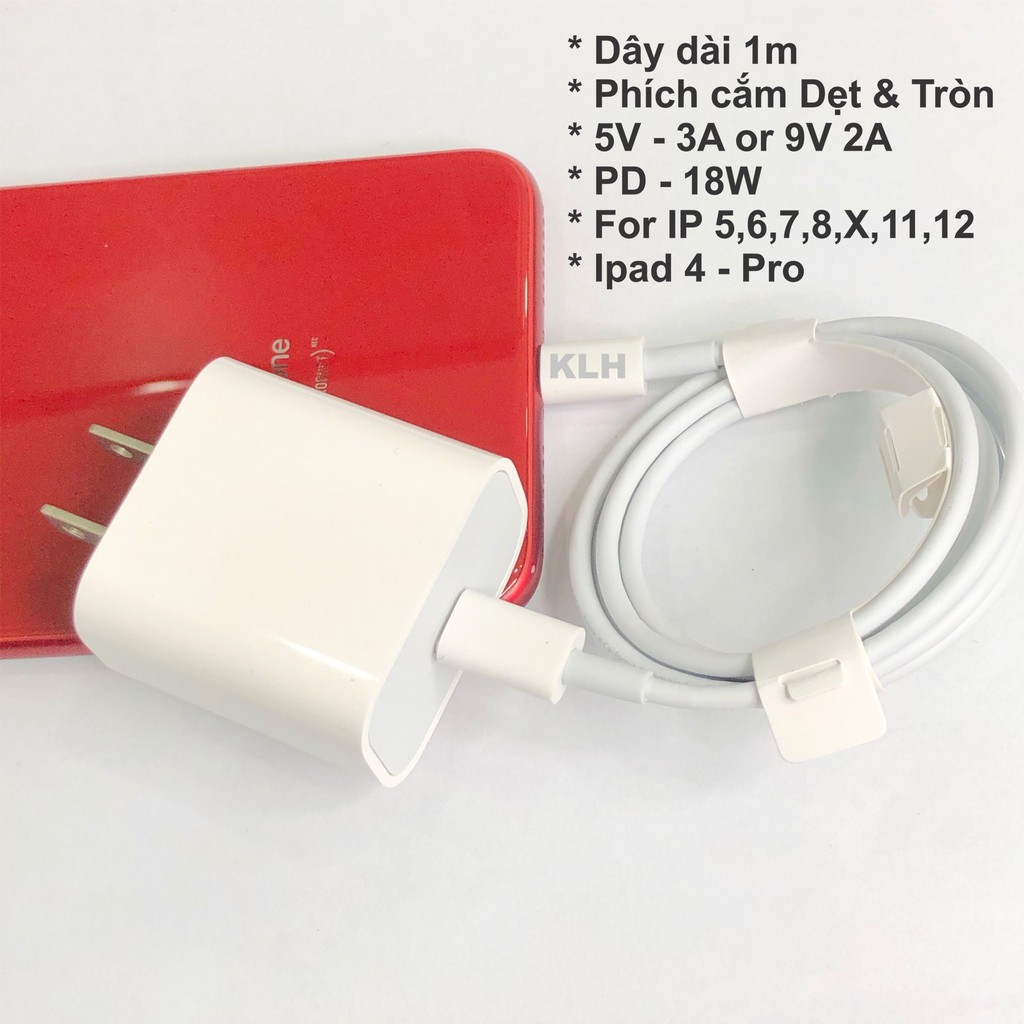 * Dây dài 1m
* Phích cắm Dẹt & Tròn
* 5V - 3A or 9V 2A
* PD - 18W
* For IP 5,6,7,8,X,11,12
* Ipad 4 - Pro
KLH